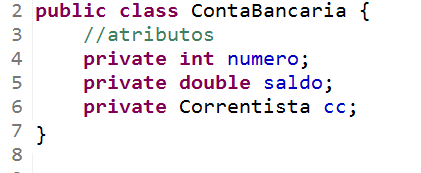 2 public class ContaBancaria {
3     //atributos
4     private int numero;
5     private double saldo;
6     private Correntista cc;
7 }
8